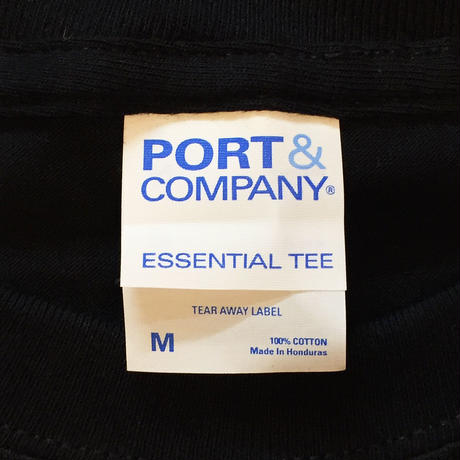 PORT &
COMPANY®
ESSENTIAL TEE
TEAR AWAY LABEL
M
100% COTTON
Made In Honduras